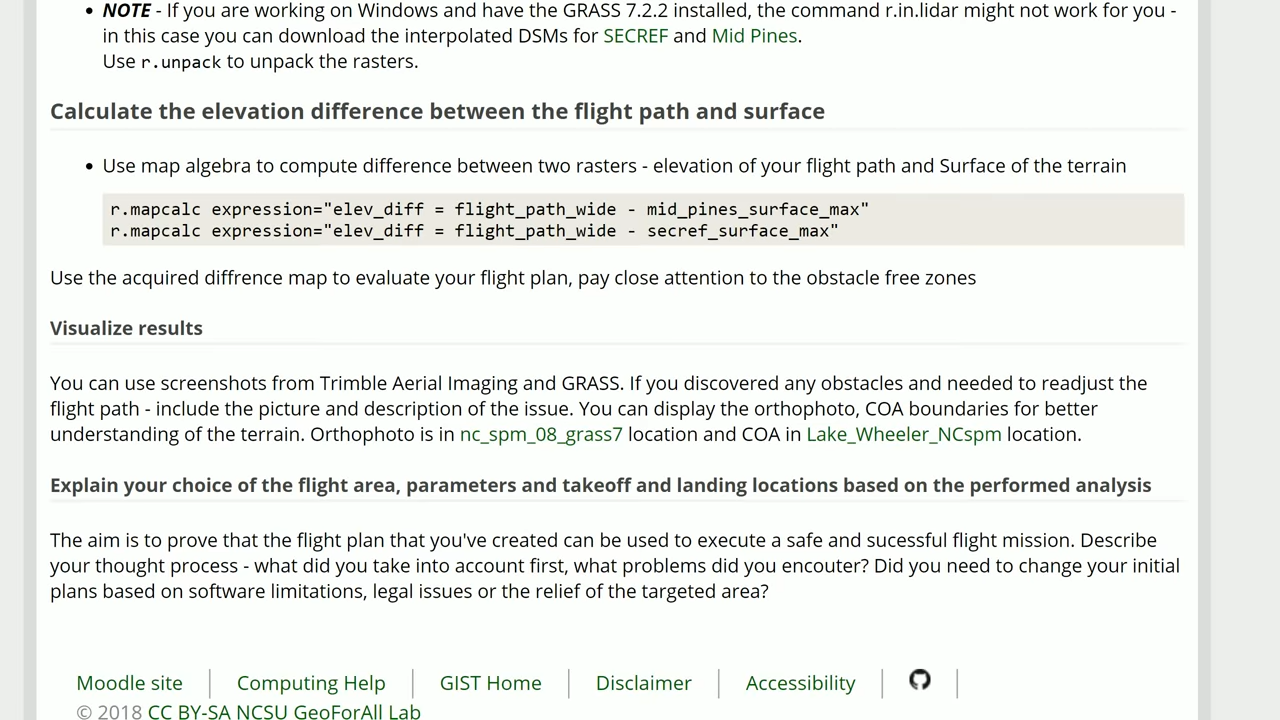 NOTE - If you are working on Windows and have the GRASS 7.2.2 installed, the command r.in.lidar might not work for you -
in this case you can download the interpolated DSMs for SECREF and Mid Pines.
Use r.unpack to unpack the rasters.
Calculate the elevation difference between the flight path and surface
Use map algebra to compute difference between two rasters - elevation of your flight path and Surface of the terrain
r.mapcalc expression="elev_diff = flight_path_wide - mid_pines_surface_max"
r.mapcalc expression="elev_diff = flight_path_wide - secref_surface_max"
Use the acquired diffrence map to evaluate your flight plan, pay close attention to the obstacle free zones
Visualize results
You can use screenshots from Trimble Aerial Imaging and GRASS. If you discovered any obstacles and needed to readjust the
flight path - include the picture and description of the issue. You can display the orthophoto, COA boundaries for better
understanding of the terrain. Orthophoto is in nc_spm_08_grass7 location and COA in Lake_Wheeler_NCspm location.
Explain your choice of the flight area, parameters and takeoff and landing locations based on the performed analysis
The aim is to prove that the flight plan that you've created can be used to execute a safe and sucessful flight mission. Describe
your thought process - what did you take into account first, what problems did you encouter? Did you need to change your initial
plans based on software limitations, legal issues or the relief of the targeted area?
Moodle site | Computing Help | GIST Home | Disclaimer | Accessibility | |
© 2018 CC BY-SA NCSU GeoForAll Lab